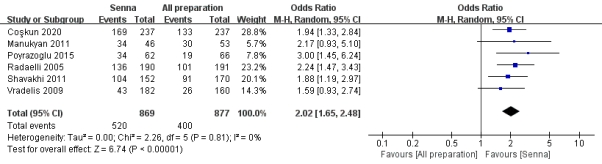 Senna All preparation Odds Ratio Odds Ratio
Study or Subgroup Events Total Events Total Weight M-H, Random, 95% CI M-H, Random, 95% CI
Coşkun 2020 169 237 133 237 28.8% 1.94 [1.33, 2.84]
Manukyan 2011 34 46 30 53 5.8% 2.17 [0.93, 5.10]
Poyrazoglu 2015 34 62 19 66 7.8% 3.00 [1.45, 6.24]
Radaelli 2005 136 190 101 191 23.4% 2.24 [1.47, 3.43]
Shavakhi 2011 104 152 91 170 20.1% 1.88 [1.19, 2.97]
Vradelis 2009 43 182 26 160 14.1% 1.59 [0.93, 2.74]
Total (95% CI) 869 877 100.0% 2.02 [1.65, 2.48]
Total events 520 400
Heterogeneity: Tau² = 0.00; Chi² = 2.26, df = 5 (P = 0.81); I² = 0%
Test for overall effect: Z = 6.74 (P < 0.00001)
0.1 0.2 0.5 1 2 5 10
Favours [All preparation] Favours [Senna]